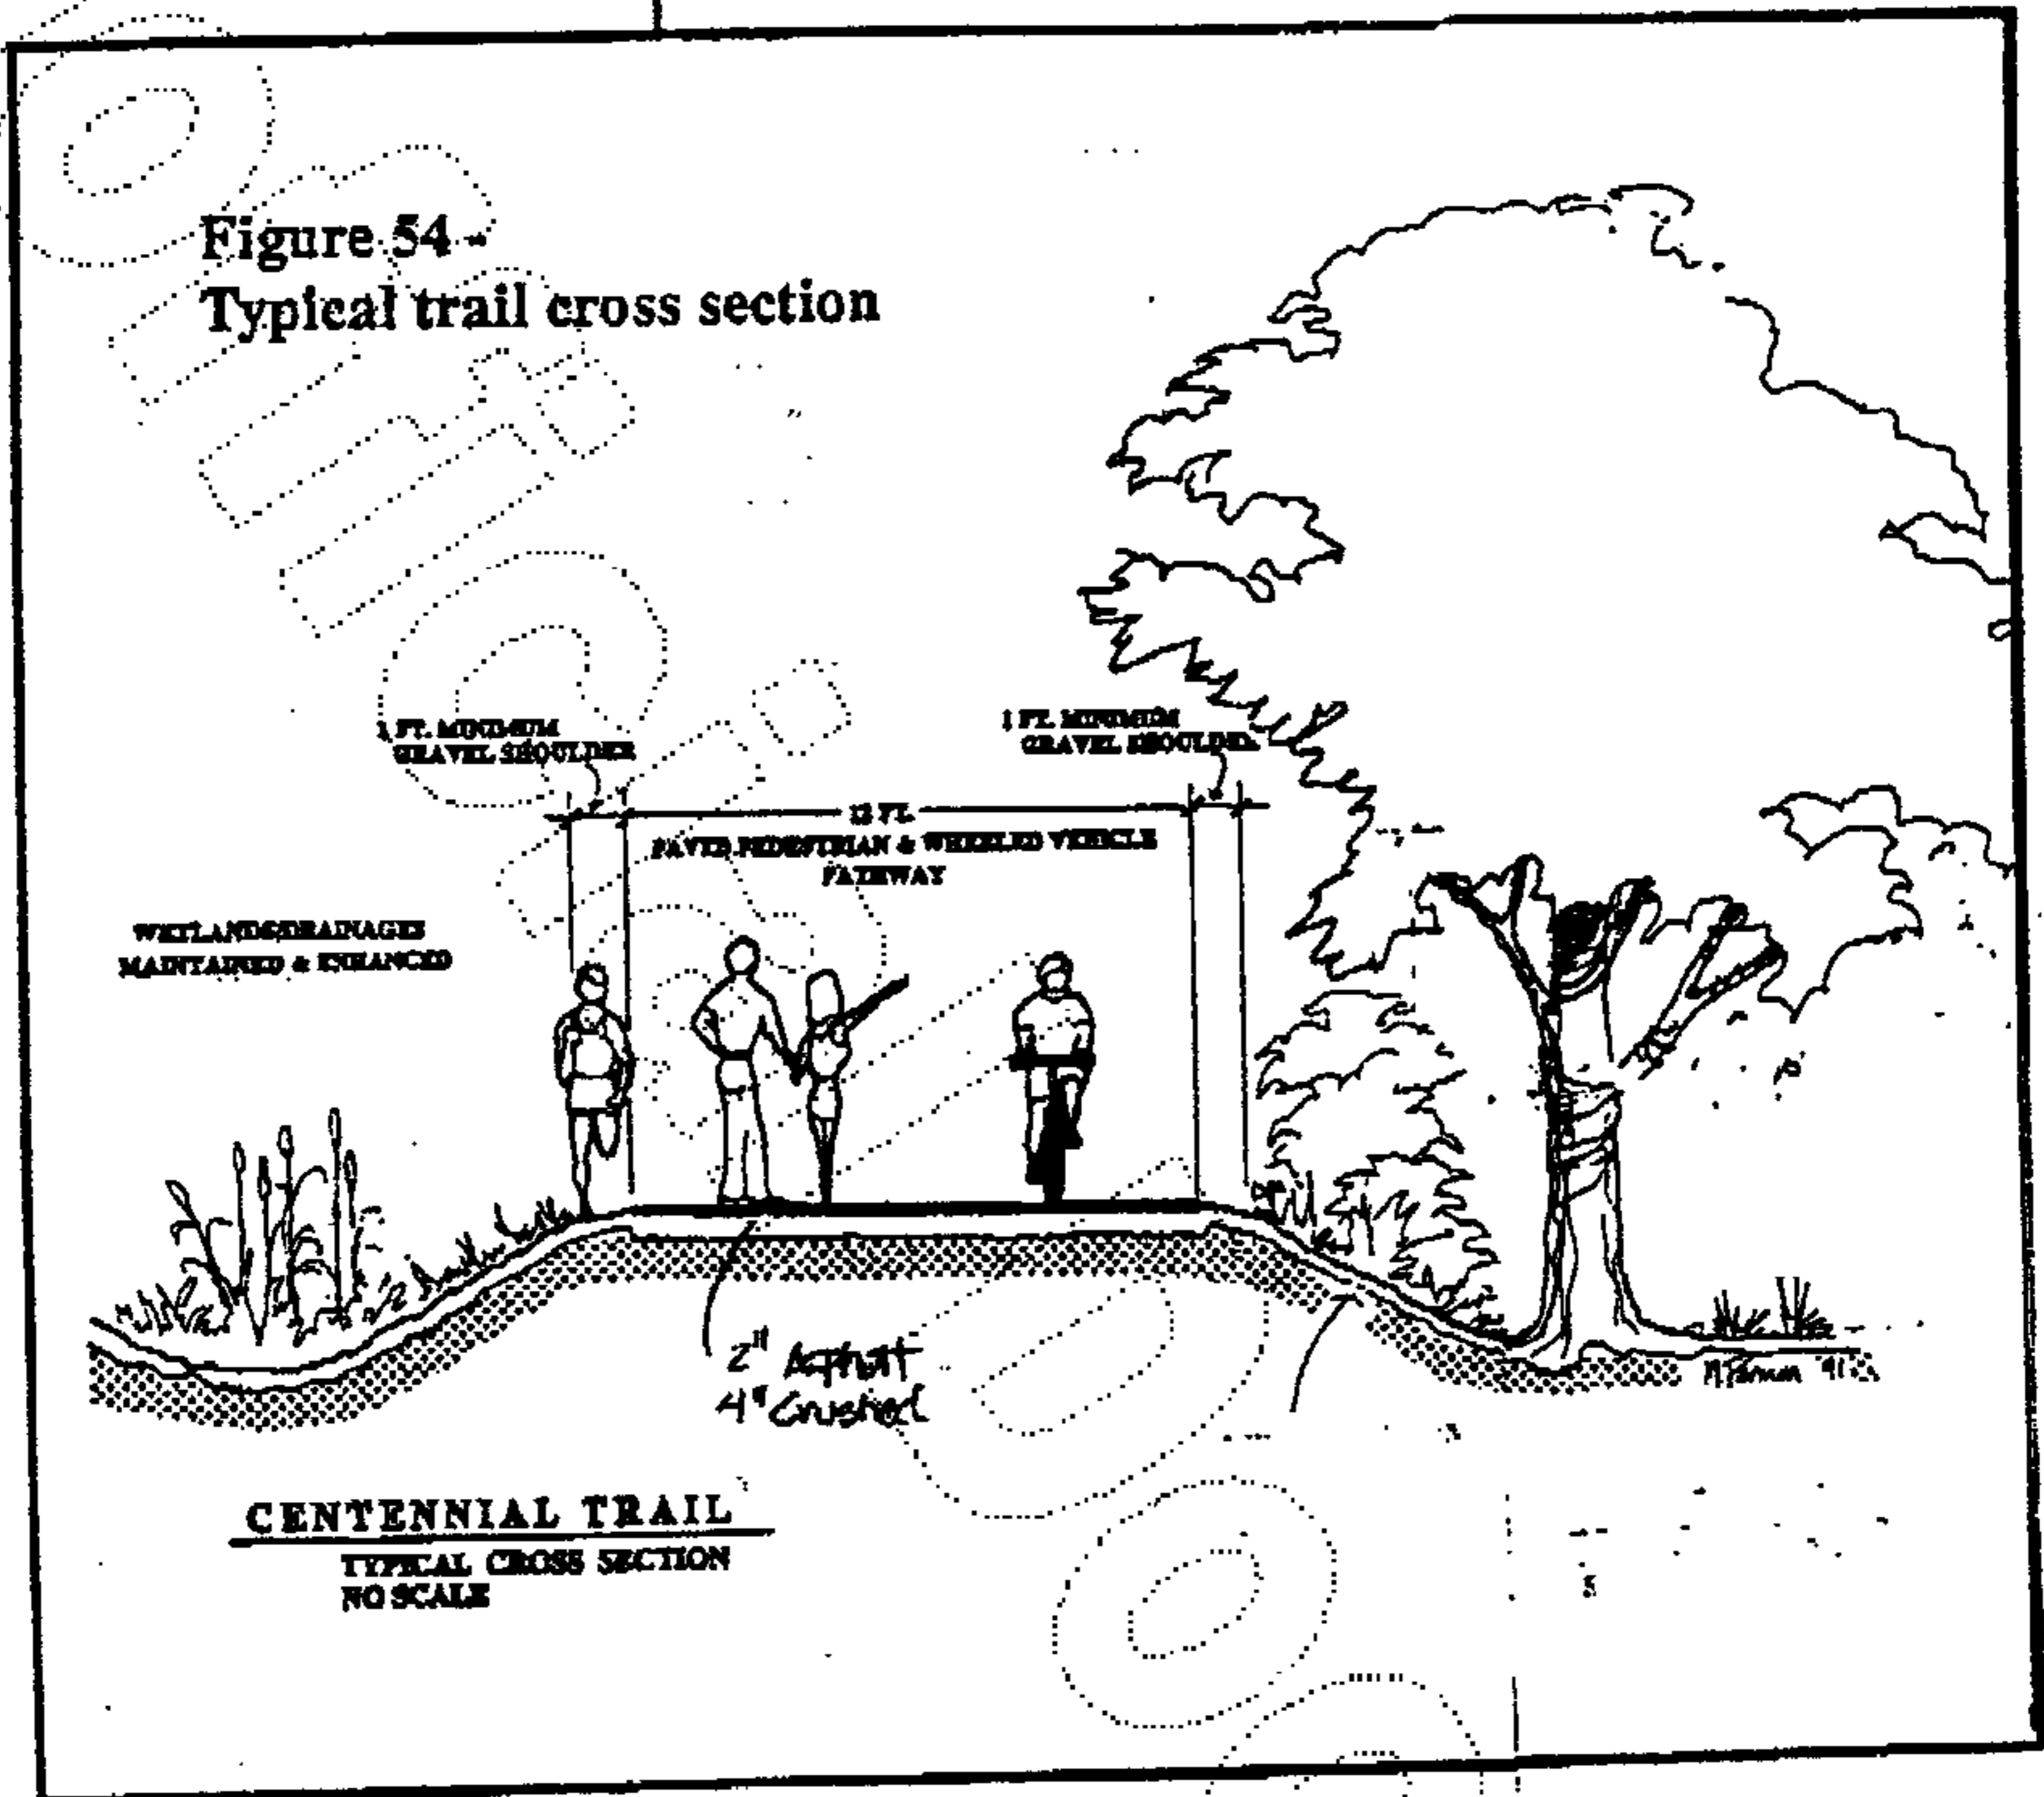 Figure 54 -
Typical trail cross section
1 FT. MINIMUM
GRAVEL SHOULDER
1 FT. MINIMUM
GRAVEL SHOULDER
12 FT.
PAVED PEDESTRIAN & WHEELED VEHICLE
PATHWAY
WETLANDS/DRAINAGES
MAINTAINED & ENHANCED
2" Asphalt
4" Crushed
91
CENTENNIAL TRAIL
TYPICAL CROSS SECTION
NO SCALE